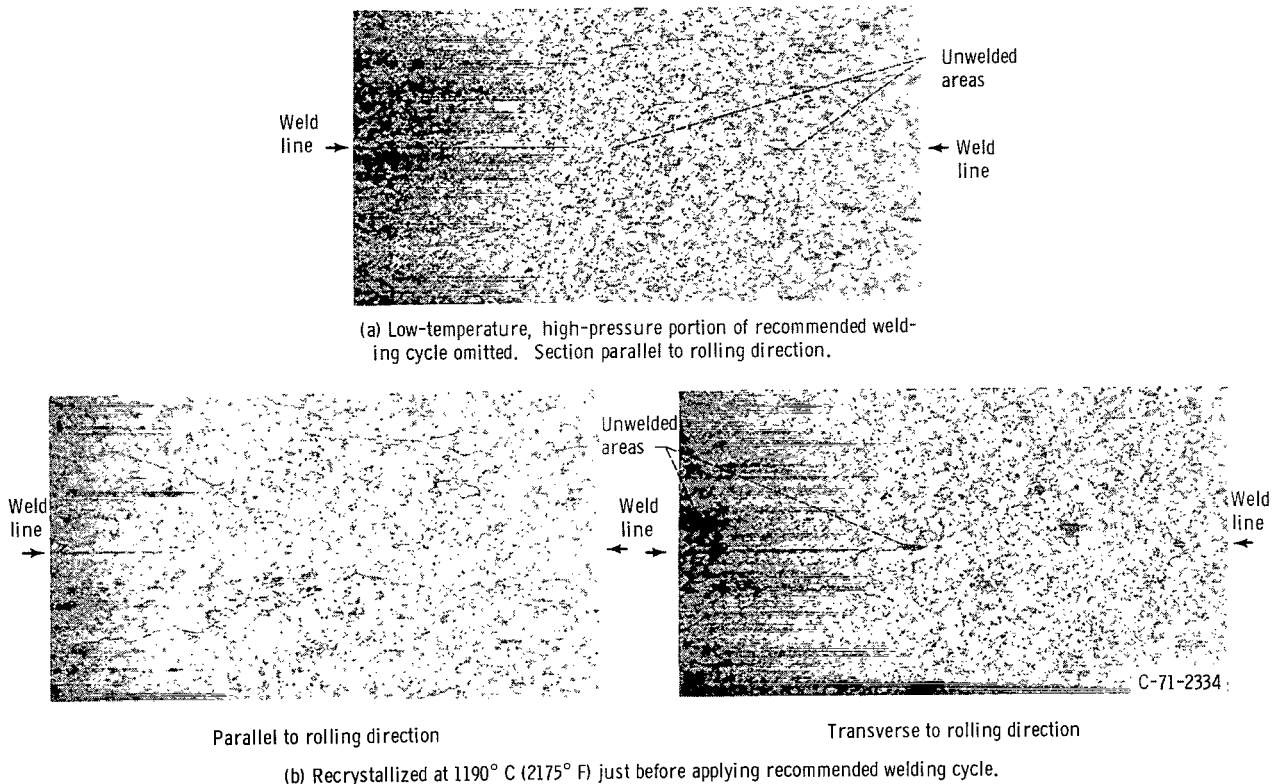 Unwelded
areas
Weld
line
Weld
line
(a) Low-temperature, high-pressure portion of recommended weld-
ing cycle omitted. Section parallel to rolling direction.
Unwelded
areas
Weld
line
Weld
line
Weld
line
C-71-2334
Parallel to rolling direction
Transverse to rolling direction
(b) Recrystallized at 1190° C (2175° F) just before applying recommended welding cycle.